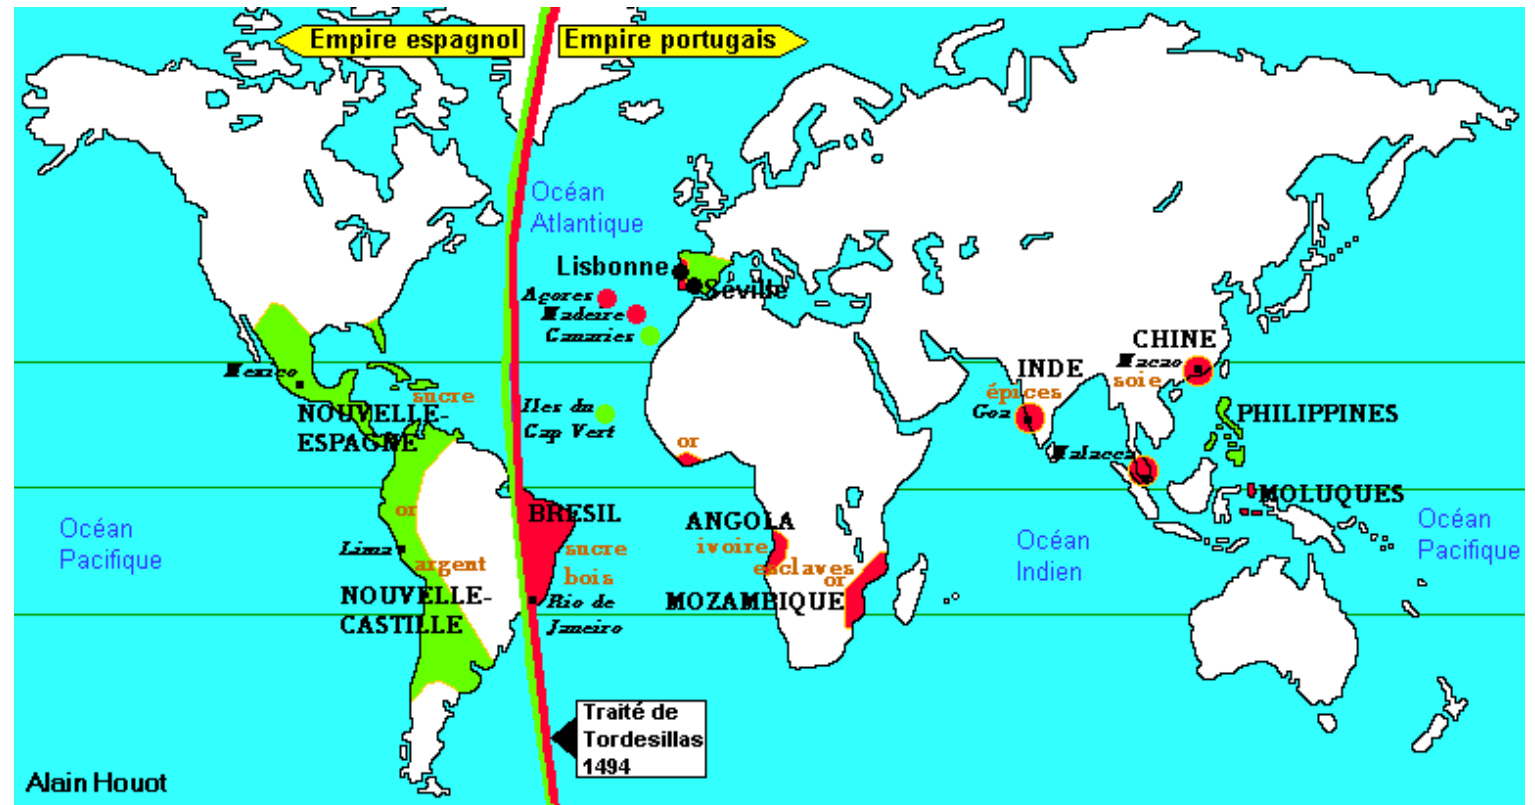 Empire espagnol
Empire portugais
Océan
Atlantique
Lisbonne
Séville
Açores
Madeire
Canaries
CHINE
Macao
INDE
soie
épices
Mexico
sucre
Goa
Iles du
Cap Vert
NOUVELLE-
ESPAGNE
PHILIPPINES
or
Malacca
MOLUQUES
or
BRESIL
ANGOLA
Océan
Pacifique
Océan
Pacifique
Lima
sucre
ivoire
Océan
Indien
argent
bois
esclaves
or
NOUVELLE-
CASTILLE
Rio de
Janeiro
MOZAMBIQUE
Traité de
Tordesillas
1494
Alain Houot